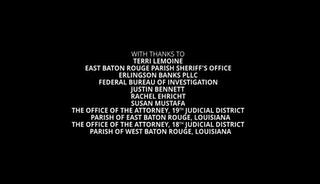 WITH THANKS TO
TERRI LEMOINE
EAST BATON ROUGE PARISH SHERIFF'S OFFICE
ERLINGSON BANKS PLLC
FEDERAL BUREAU OF INVESTIGATION
JUSTIN BENNETT
RACHEL EHRICHT
SUSAN MUSTAFA
THE OFFICE OF THE ATTORNEY, 19TH JUDICIAL DISTRICT
PARISH OF EAST BATON ROUGE, LOUISIANA
THE OFFICE OF THE ATTORNEY, 18TH JUDICIAL DISTRICT
PARISH OF WEST BATON ROUGE, LOUISIANA